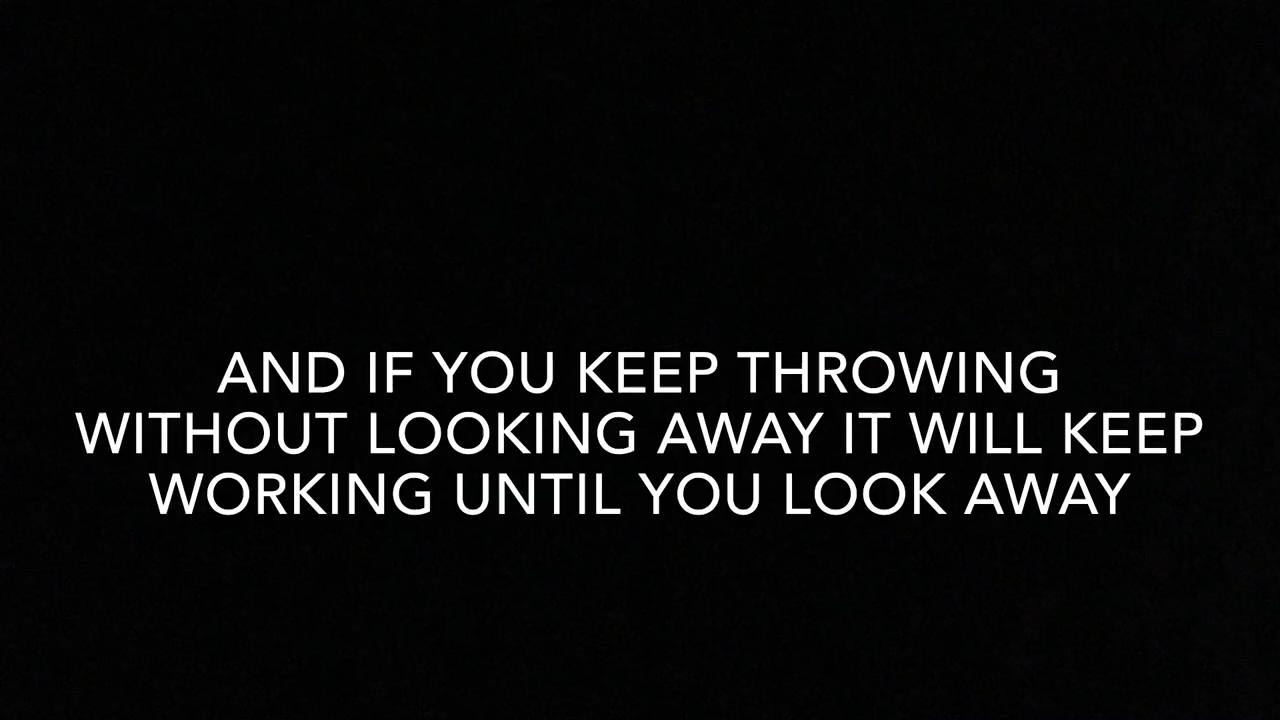 AND IF YOU KEEP THROWING
WITHOUT LOOKING AWAY IT WILL KEEP
WORKING UNTIL YOU LOOK AWAY